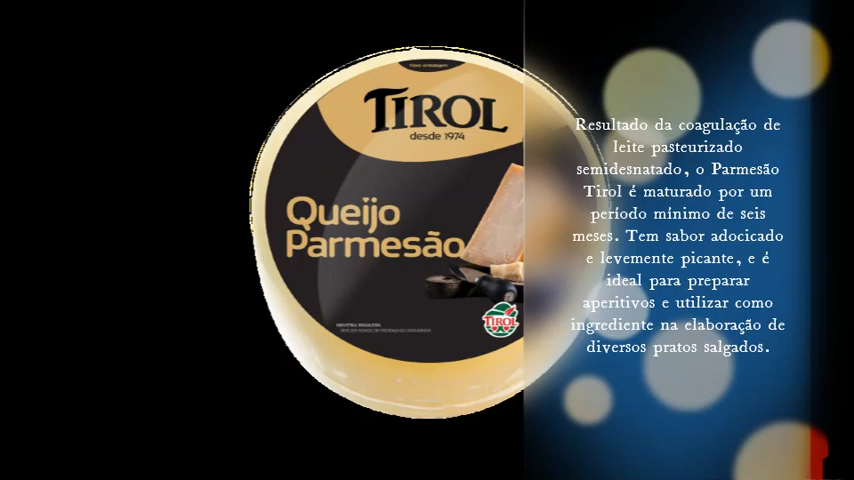 TIROL
desde 1974
Queijo
Parmesão
TIROL
Resultado da coagulação de
leite pasteurizado
semidesnatado, o Parmesão
Tirol é maturado por um
período mínimo de seis
meses. Tem sabor adocicado
e levemente picante, e é
ideal para preparar
aperitivos e utilizar como
ingrediente na elaboração de
diversos pratos salgados.